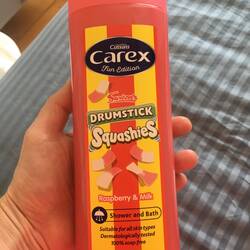 Cussons
Carex
Fun Edition
Swizzels
DRUMSTICK
SQUASHIES
Raspberry & Milk
Shower and Bath
Suitable for all skin types
Dermatologically tested
100% soap free